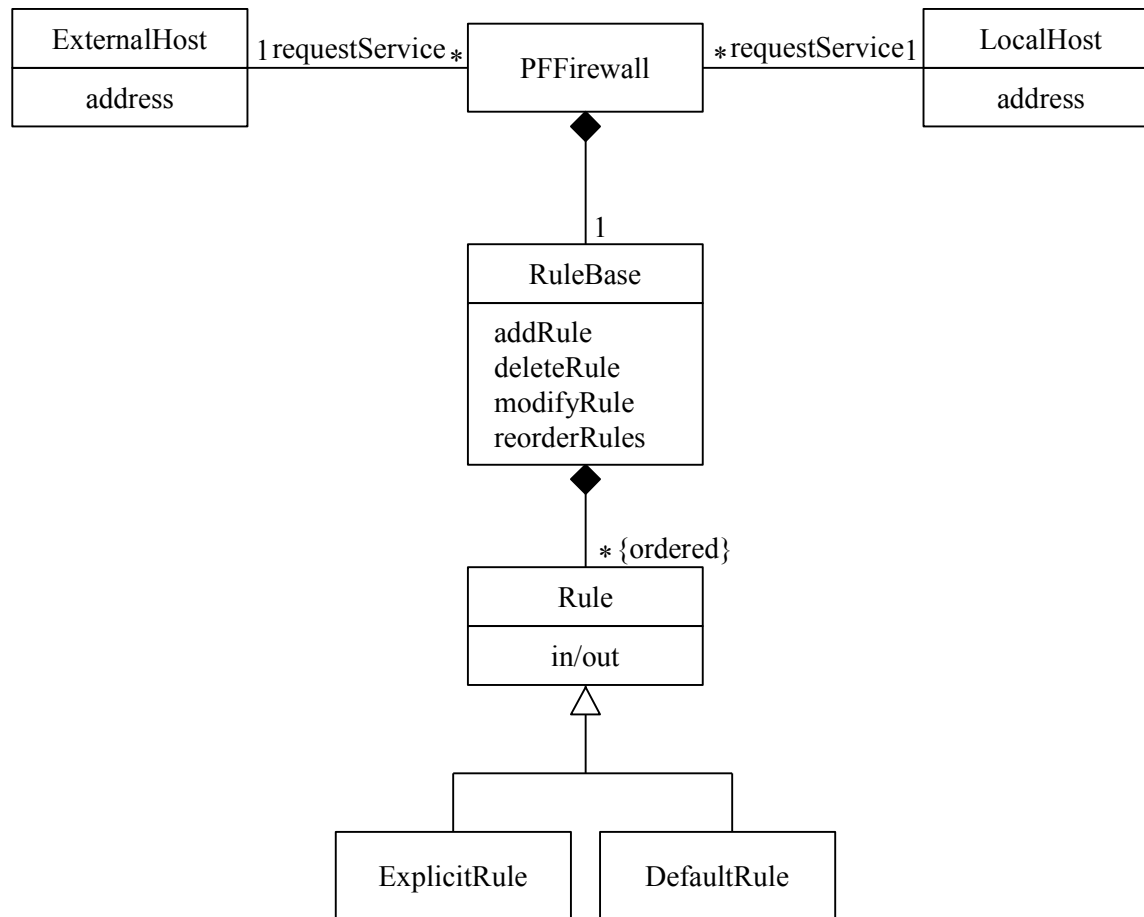 ExternalHost
address
1 requestService *
PFFirewall
* requestService 1
LocalHost
address
1
RuleBase
addRule
deleteRule
modifyRule
reorderRules
* {ordered}
Rule
in/out
ExplicitRule
DefaultRule